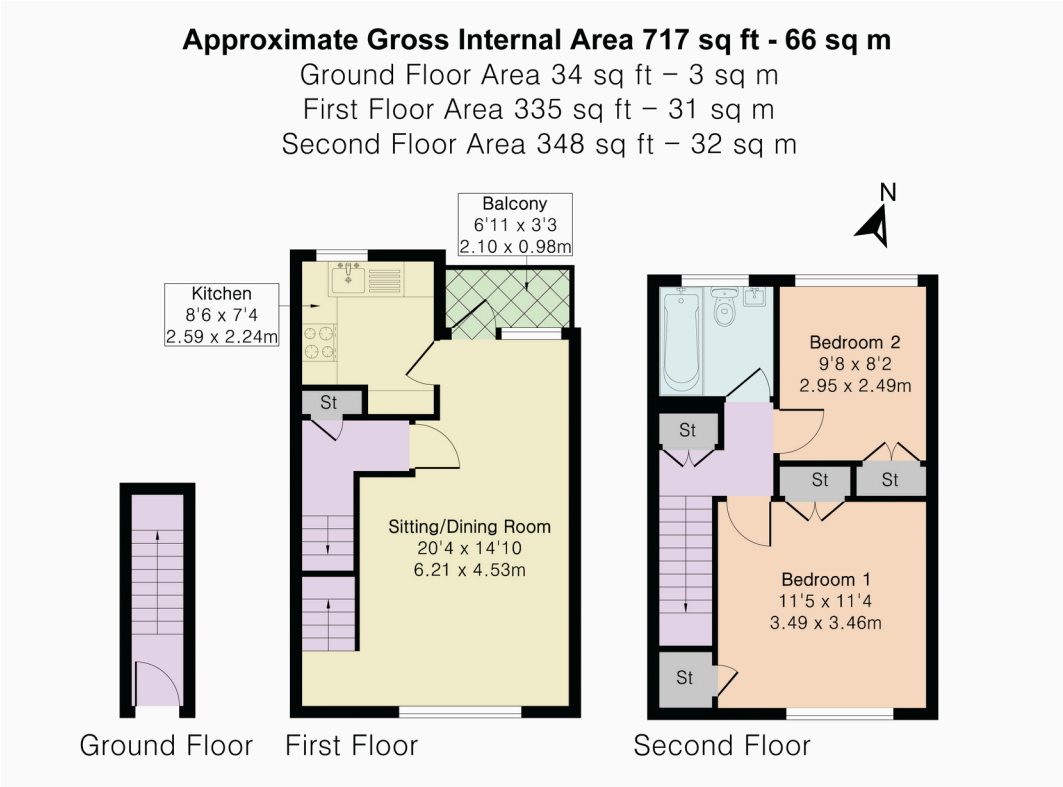 Approximate Gross Internal Area 717 sq ft - 66 sq m
Ground Floor Area 34 sq ft – 3 sq m
First Floor Area 335 sq ft – 31 sq m
Second Floor Area 348 sq ft – 32 sq m
N
Balcony
6'11 x 3'3
2.10 x 0.98m
Kitchen
8'6 x 7'4
2.59 x 2.24m
St
Sitting/Dining Room
20'4 x 14'10
6.21 x 4.53m
Bedroom 2
9'8 x 8'2
2.95 x 2.49m
St
St
St
Bedroom 1
11'5 x 11'4
3.49 x 3.46m
St
Ground Floor
First Floor
Second Floor